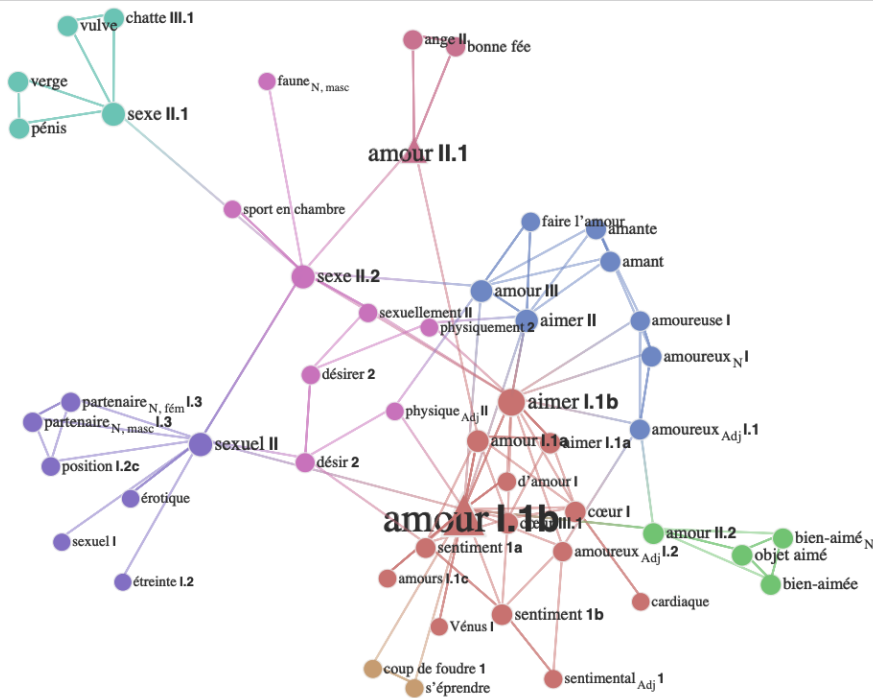 chatte III.1
vulve
ange II
bonne fée
verge
faune N, masc
sexe II.1
pénis
amour II.1
sport en chambre
faire l'amour
amante
amant
sexe II.2
amour III
sexuellement II
aimer II
amoureuse I
physiquement 2
amoureux N I
désirer 2
partenaire N, fém I.3
aimer I.1b
physique Adj II
partenaire N, masc I.3
amoureux Adj I.1
sexuel II
amour I.1a
aimer I.1a
désir 2
position I.2c
d'amour I
érotique
cœur I
amour I.1b
cœur III.1
amour II.2
bien-aimé N
sexuel I
sentiment 1a
amoureux Adj I.2
objet aimé
amours I.1c
étreinte I.2
bien-aimée
cardiaque
sentiment 1b
Vénus I
coup de foudre 1
sentimental Adj 1
s'éprendre